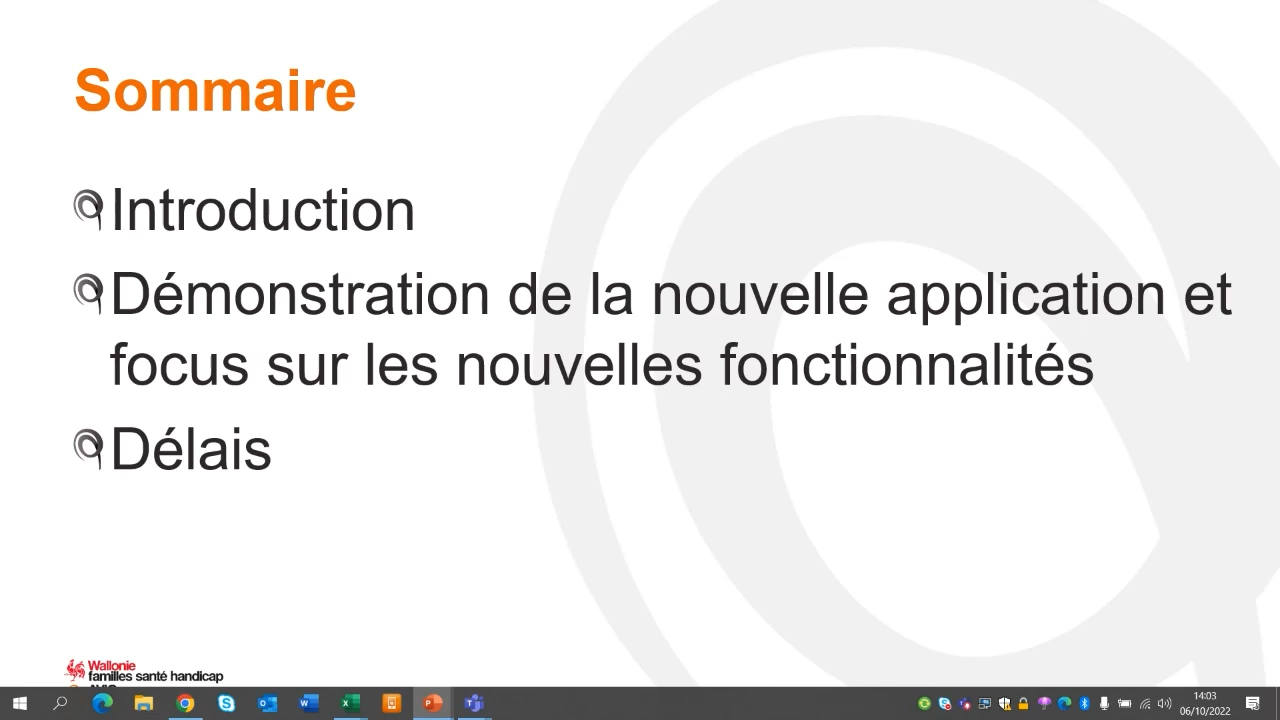 Sommaire
Introduction
Démonstration de la nouvelle application et
focus sur les nouvelles fonctionnalités
Délais
Wallonie
familles santé handicap
14:03
06/10/2022